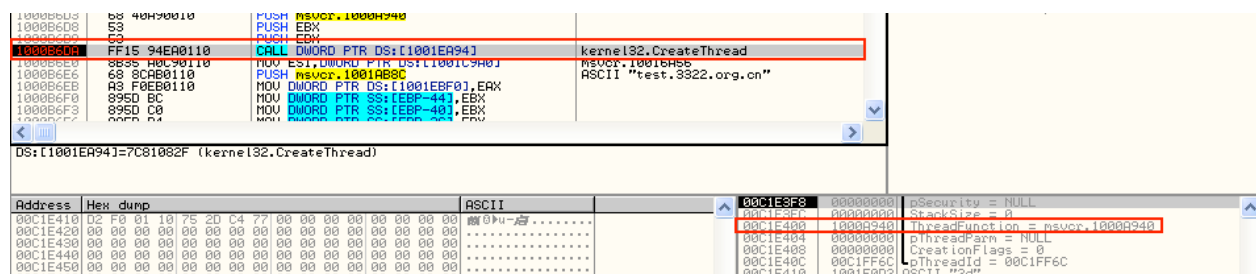 1000B6D3 68 40A90010 PUSH msvcr.1000A940
1000B6D8 53 PUSH EBX
1000B6D9 53 PUSH EBX
1000B6DA FF15 94EA0110 CALL DWORD PTR DS:[1001EA94] kernel32.CreateThread
1000B6E0 8B35 A0C90110 MOV ESI,DWORD PTR DS:[1001C9A0] msvcr.10016A56
1000B6E6 68 8CAB0110 PUSH msvcr.1001AB8C ASCII "test.3322.org.cn"
1000B6EB A3 F0EB0110 MOV DWORD PTR DS:[1001EBF0],EAX
1000B6F0 895D BC MOV DWORD PTR SS:[EBP-44],EBX
1000B6F3 895D C0 MOV DWORD PTR SS:[EBP-40],EBX
DS:[1001EA94]=7C81082F (kernel32.CreateThread)
Address Hex dump ASCII
00C1E410 D2 F0 01 10 75 2D C4 77 00 00 00 00 00 00 00 00
00C1E420 00 00 00 00 00 00 00 00 00 00 00 00 00 00 00 00 ................
00C1E430 00 00 00 00 00 00 00 00 00 00 00 00 00 00 00 00 ................
00C1E440 00 00 00 00 00 00 00 00 00 00 00 00 00 00 00 00 ................
00C1E450 00 00 00 00 00 00 00 00 00 00 00 00 00 00 00 00 ................
00C1E3F8 00000000 pSecurity = NULL
00C1E3FC 00000000 StackSize = 0
00C1E400 1000A940 ThreadFunction = msvcr.1000A940
00C1E404 00000000 pThreadParm = NULL
00C1E408 00000000 CreationFlags = 0
00C1E40C 00C1FF6C pThreadId = 00C1FF6C
00C1E410 1001F0D2 ASCII "3d"